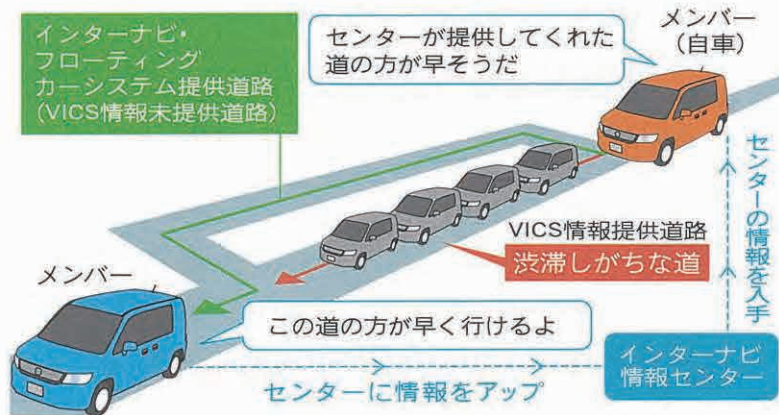 インターナビ・
フローティング
カーシステム提供道路
(VICS情報未提供道路)
センターが提供してくれた
道の方が早そうだ
メンバー
(自車)
センターの情報を入手
VICS情報提供道路
渋滞しがちな道
メンバー
この道の方が早く行けるよ
センターに情報をアップ
インターナビ
情報センター